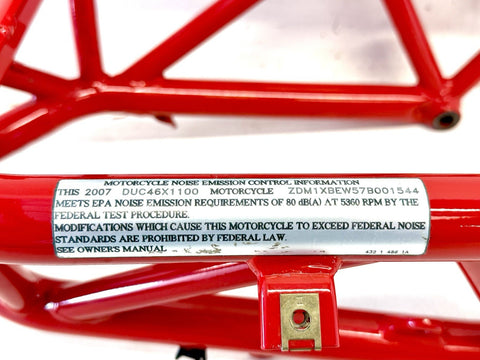 MOTORCYCLE NOISE EMISSION CONTROL INFORMATION
THIS 2007 DUC46X1100 MOTORCYCLE ZDM1XBEW57B001544
MEETS EPA NOISE EMISSION REQUIREMENTS OF 80 dB(A) AT 5360 RPM BY THE
FEDERAL TEST PROCEDURE.
MODIFICATIONS WHICH CAUSE THIS MOTORCYCLE TO EXCEED FEDERAL NOISE
STANDARDS ARE PROHIBITED BY FEDERAL LAW.
SEE OWNER'S MANUAL